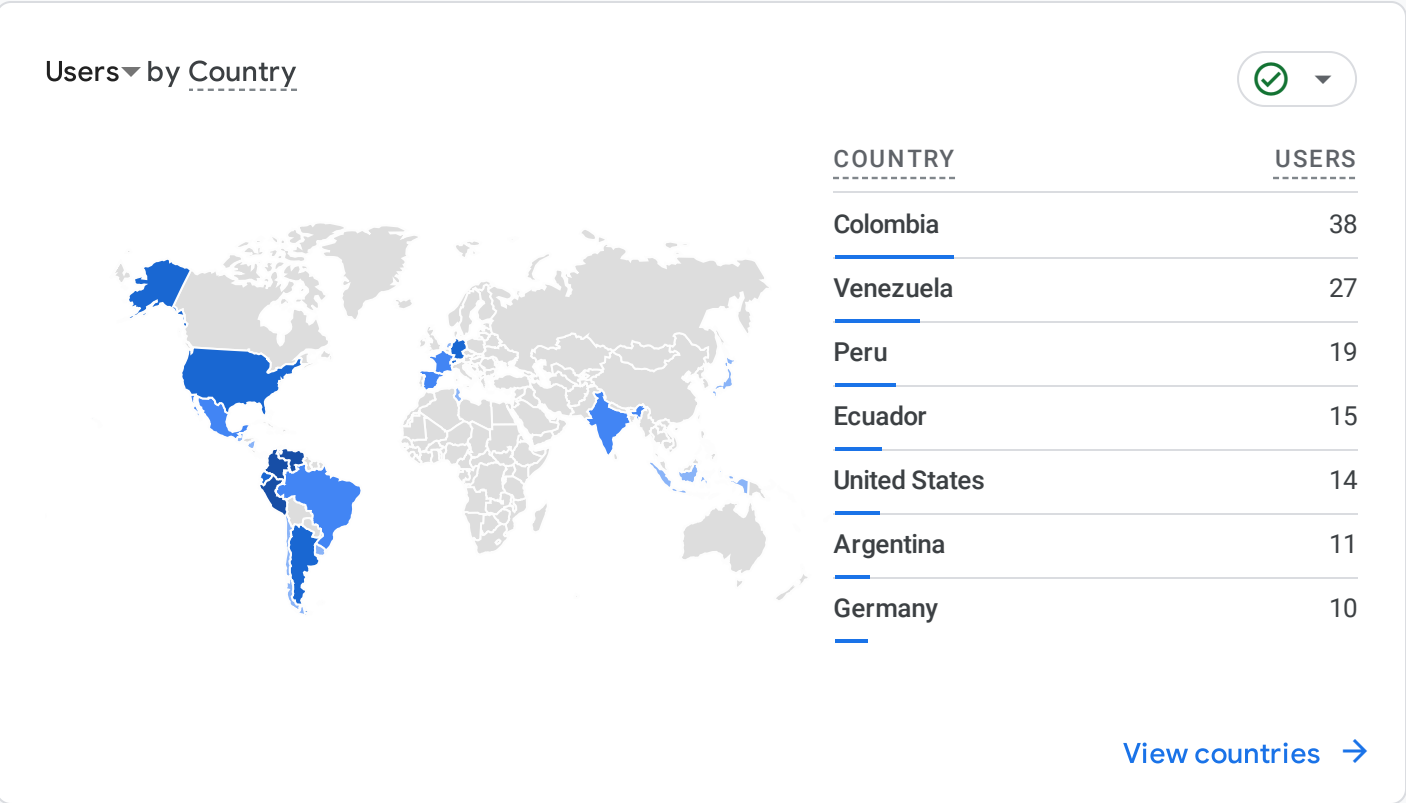 Users by Country
COUNTRY USERS
Colombia 38
Venezuela 27
Peru 19
Ecuador 15
United States 14
Argentina 11
Germany 10
View countries